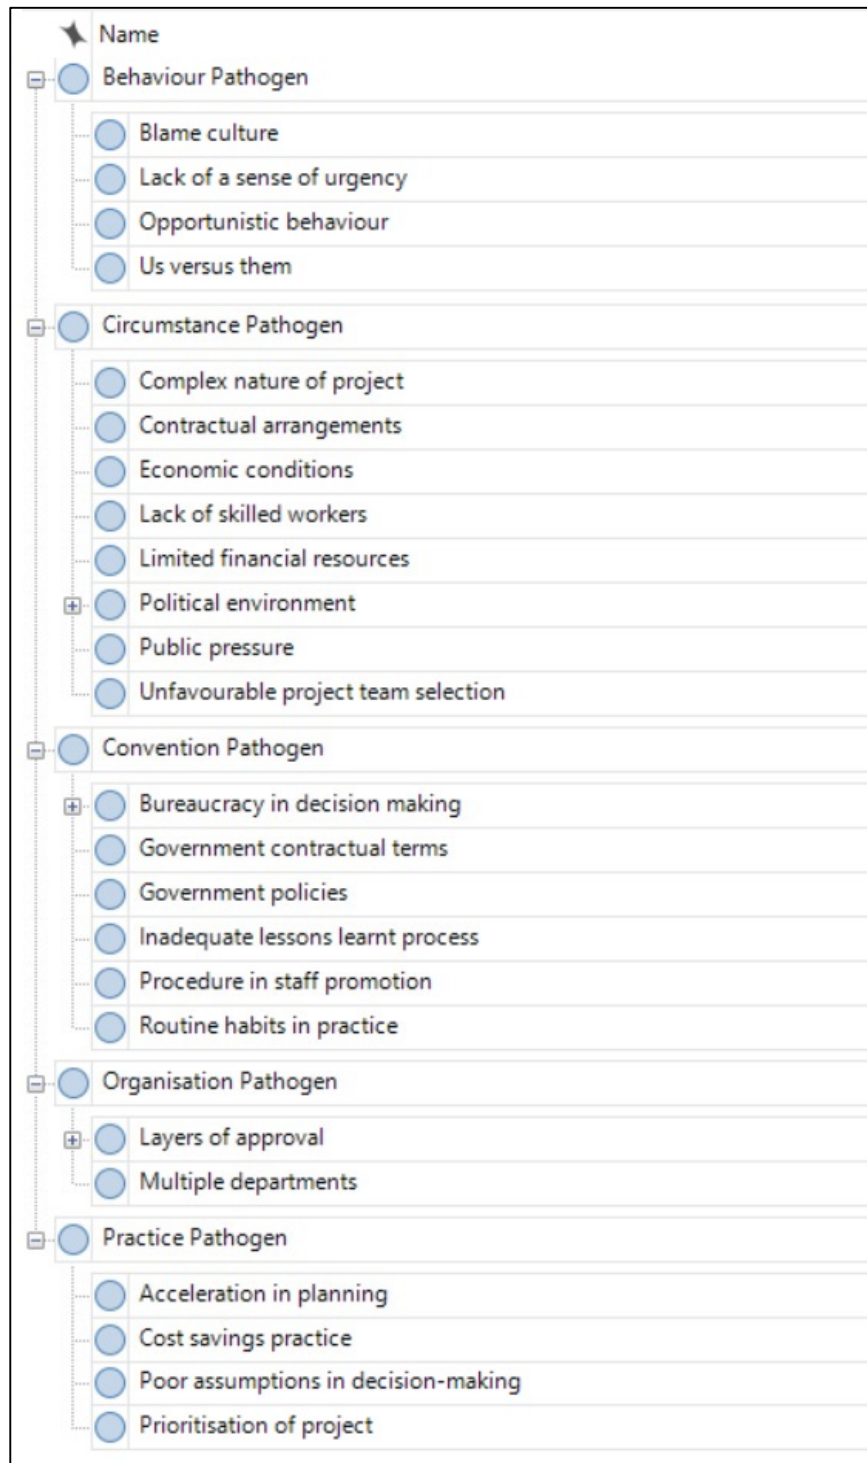 Name
Behaviour Pathogen
Blame culture
Lack of a sense of urgency
Opportunistic behaviour
Us versus them
Circumstance Pathogen
Complex nature of project
Contractual arrangements
Economic conditions
Lack of skilled workers
Limited financial resources
Political environment
Public pressure
Unfavourable project team selection
Convention Pathogen
Bureaucracy in decision making
Government contractual terms
Government policies
Inadequate lessons learnt process
Procedure in staff promotion
Routine habits in practice
Organisation Pathogen
Layers of approval
Multiple departments
Practice Pathogen
Acceleration in planning
Cost savings practice
Poor assumptions in decision-making
Prioritisation of project